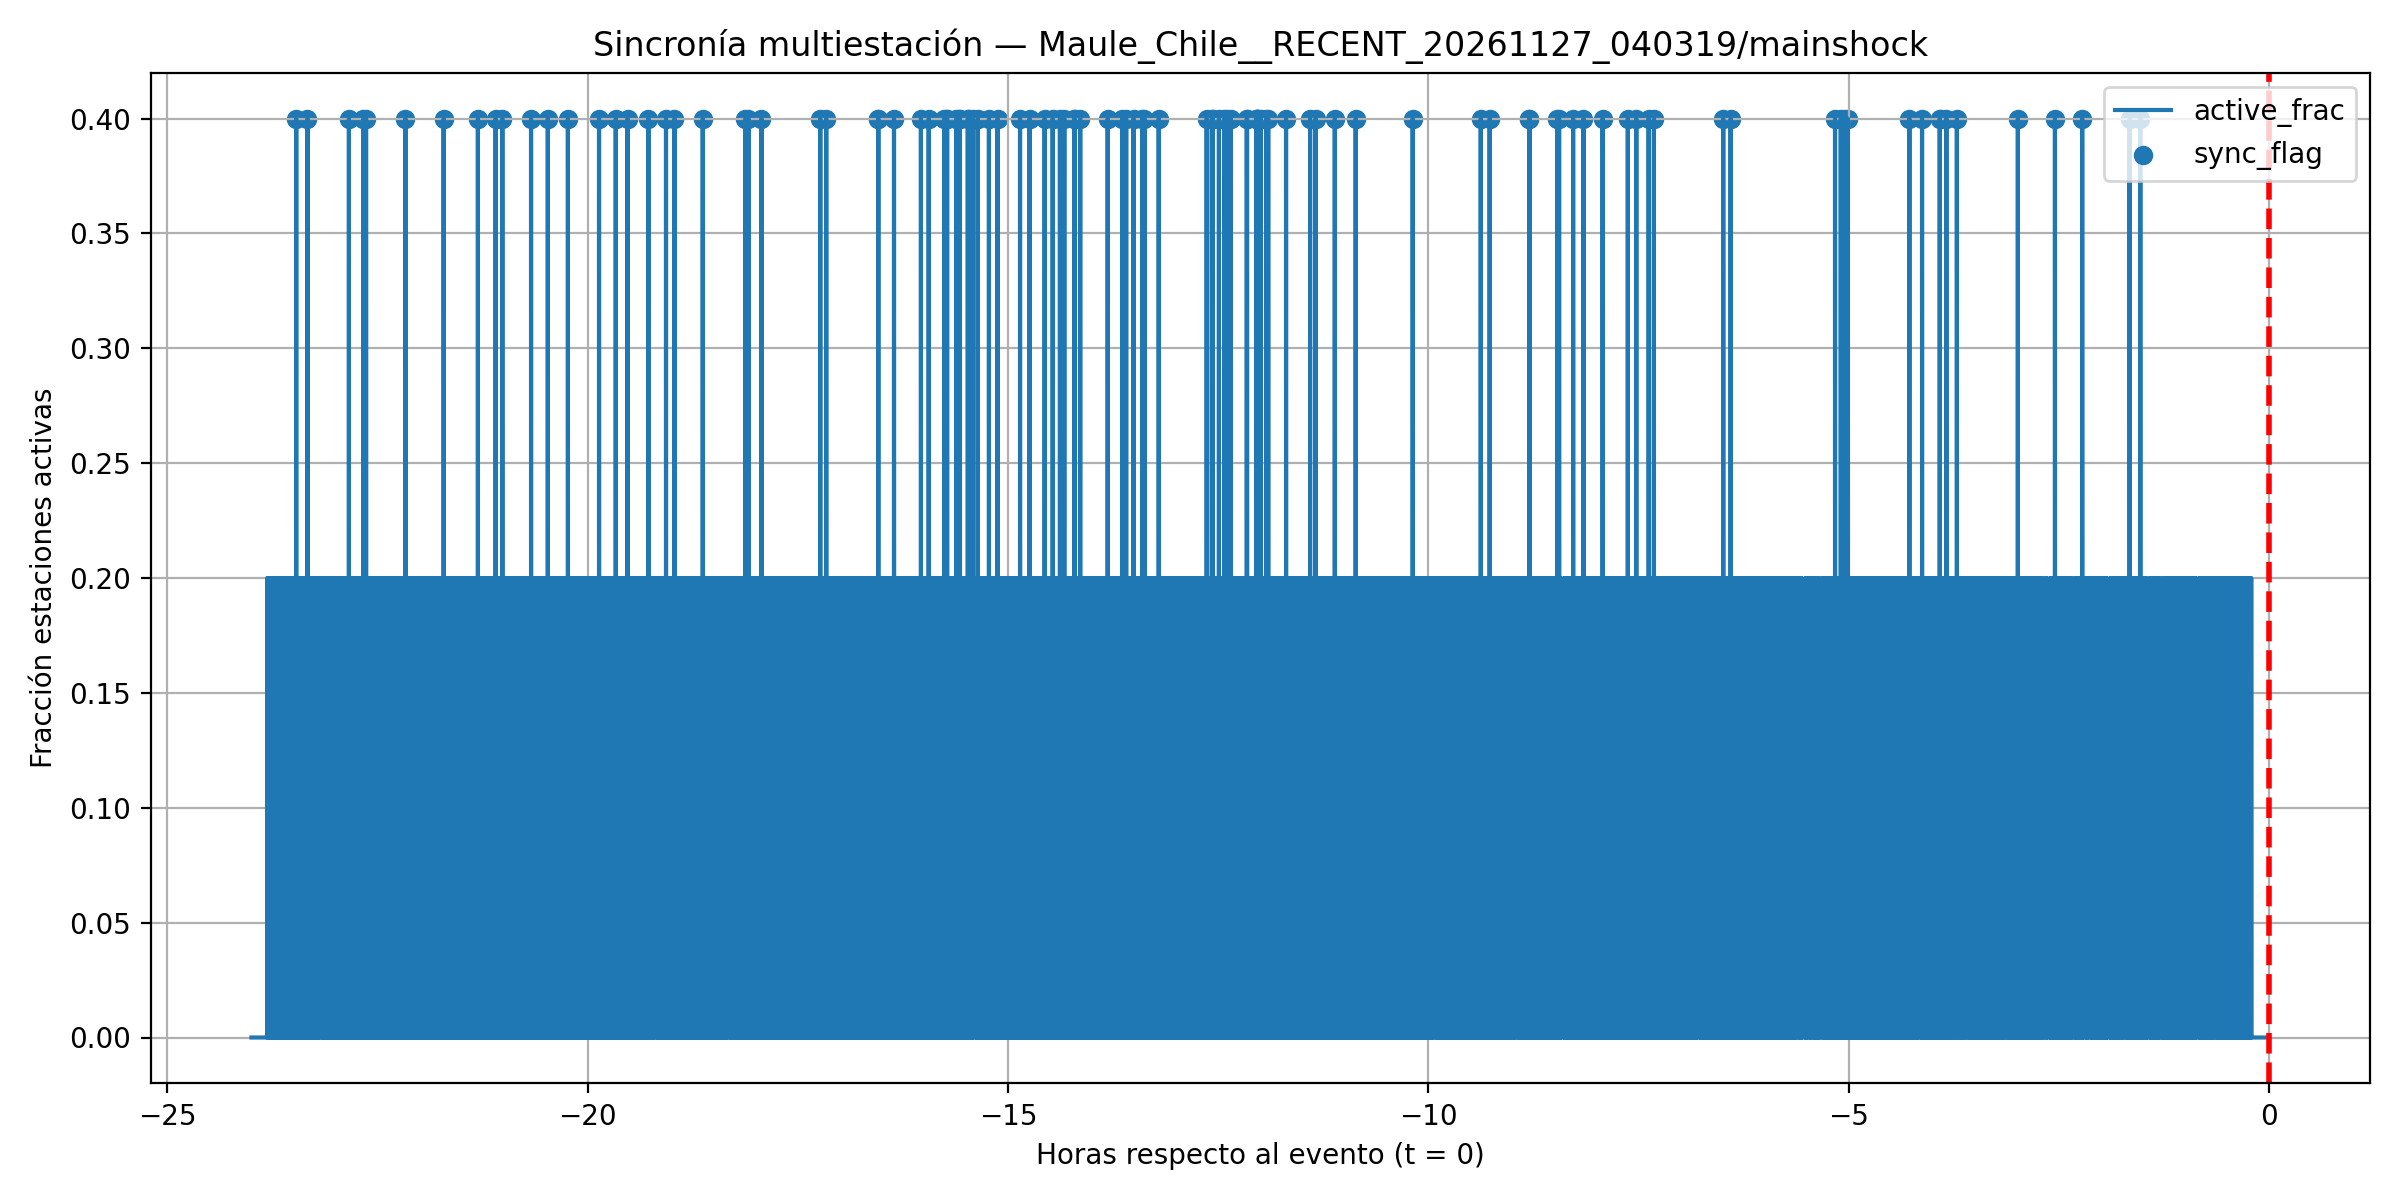 Sincronía multiestación — Maule_Chile__RECENT_20261127_040319/mainshock
active_frac
sync_flag
Fracción estaciones activas
0.40
0.35
0.30
0.25
0.20
0.15
0.10
0.05
0.00
−25 −20 −15 −10 −5 0
Horas respecto al evento (t = 0)